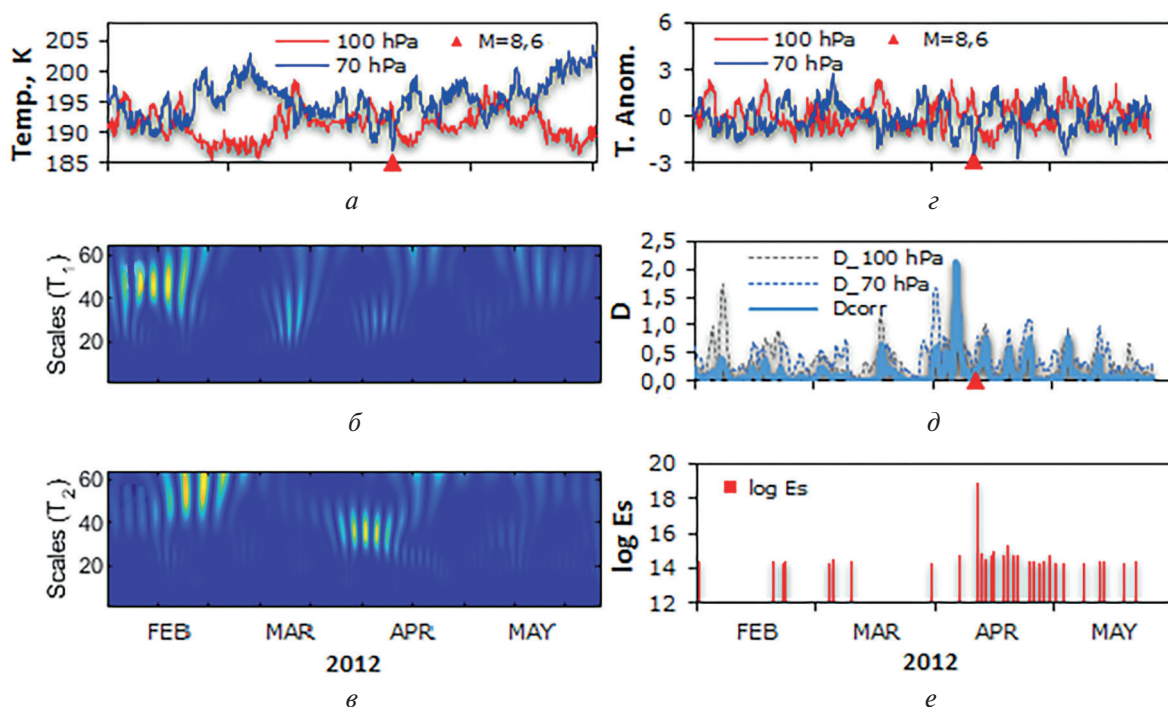 205
200
195
190
185
Temp., K
100 hPa
M=8,6
70 hPa
а
6
3
0
-3
T. Anom.
100 hPa
M=8,6
70 hPa
г
60
40
20
Scales (T1)
б
2,5
2,0
1,5
1,0
0,5
0,0
D
D_100 hPa
D_70 hPa
Dcorr
д
60
40
20
Scales (T2)
FEB MAR APR MAY
2012
в
20
18
16
14
12
log Es
log Es
FEB MAR APR MAY
2012
е